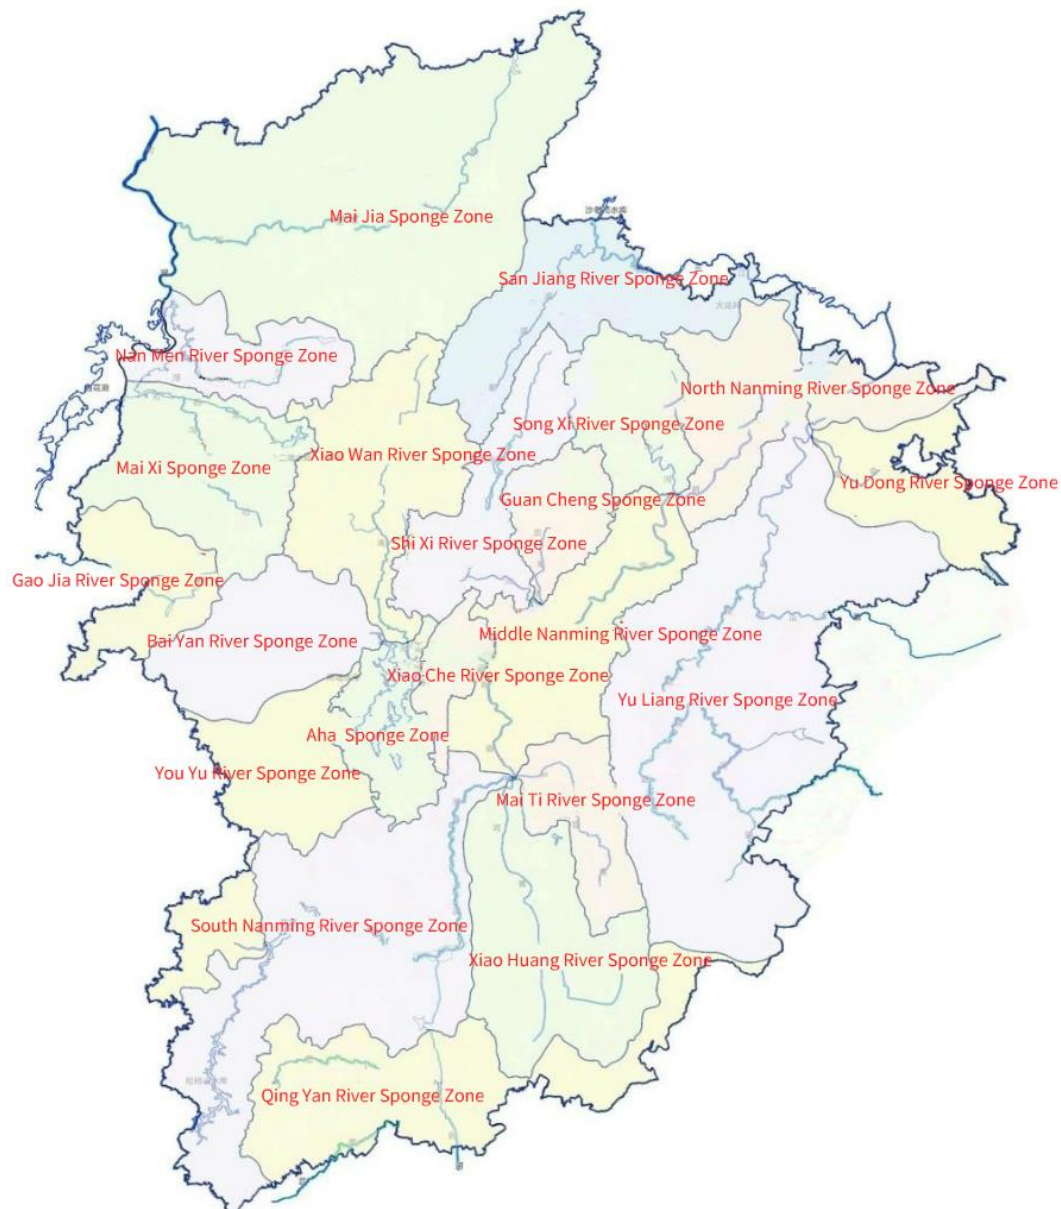 Mai Jia Sponge Zone
San Jiang River Sponge Zone
Nan Men River Sponge Zone
North Nanming River Sponge Zone
Song Xi River Sponge Zone
Xiao Wan River Sponge Zone
Mai Xi Sponge Zone
Yu Dong River Sponge Zone
Guan Cheng Sponge Zone
Shi Xi River Sponge Zone
Gao Jia River Sponge Zone
Middle Nanming River Sponge Zone
Bai Yan River Sponge Zone
Xiao Che River Sponge Zone
Yu Liang River Sponge Zone
Aha Sponge Zone
You Yu River Sponge Zone
Mai Ti River Sponge Zone
South Nanming River Sponge Zone
Xiao Huang River Sponge Zone
Qing Yan River Sponge Zone